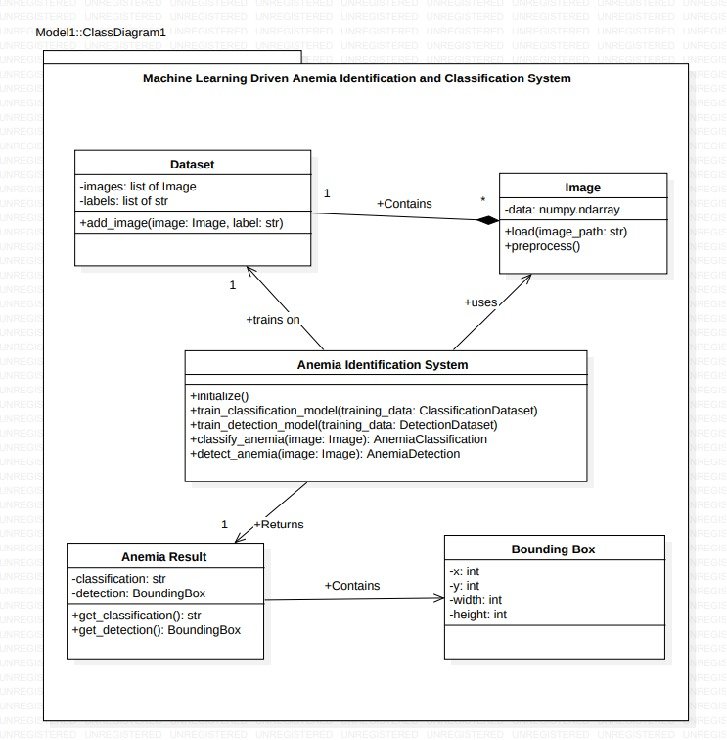 Model1::ClassDiagram1
Machine Learning Driven Anemia Identification and Classification System
Dataset
-images: list of Image
-labels: list of str
+add_image(image: Image, label: str)
1
+Contains
*
Image
-data: numpy.ndarray
+load(image_path: str)
+preprocess()
1
+trains on
+uses
Anemia Identification System
+initialize()
+train_classification_model(training_data: ClassificationDataset)
+train_detection_model(training_data: DetectionDataset)
+classify_anemia(image: Image): AnemiaClassification
+detect_anemia(image: Image): AnemiaDetection
1
+Returns
Anemia Result
-classification: str
-detection: BoundingBox
+get_classification(): str
+get_detection(): BoundingBox
+Contains
Bounding Box
-x: int
-y: int
-width: int
-height: int
UNREGISTERED